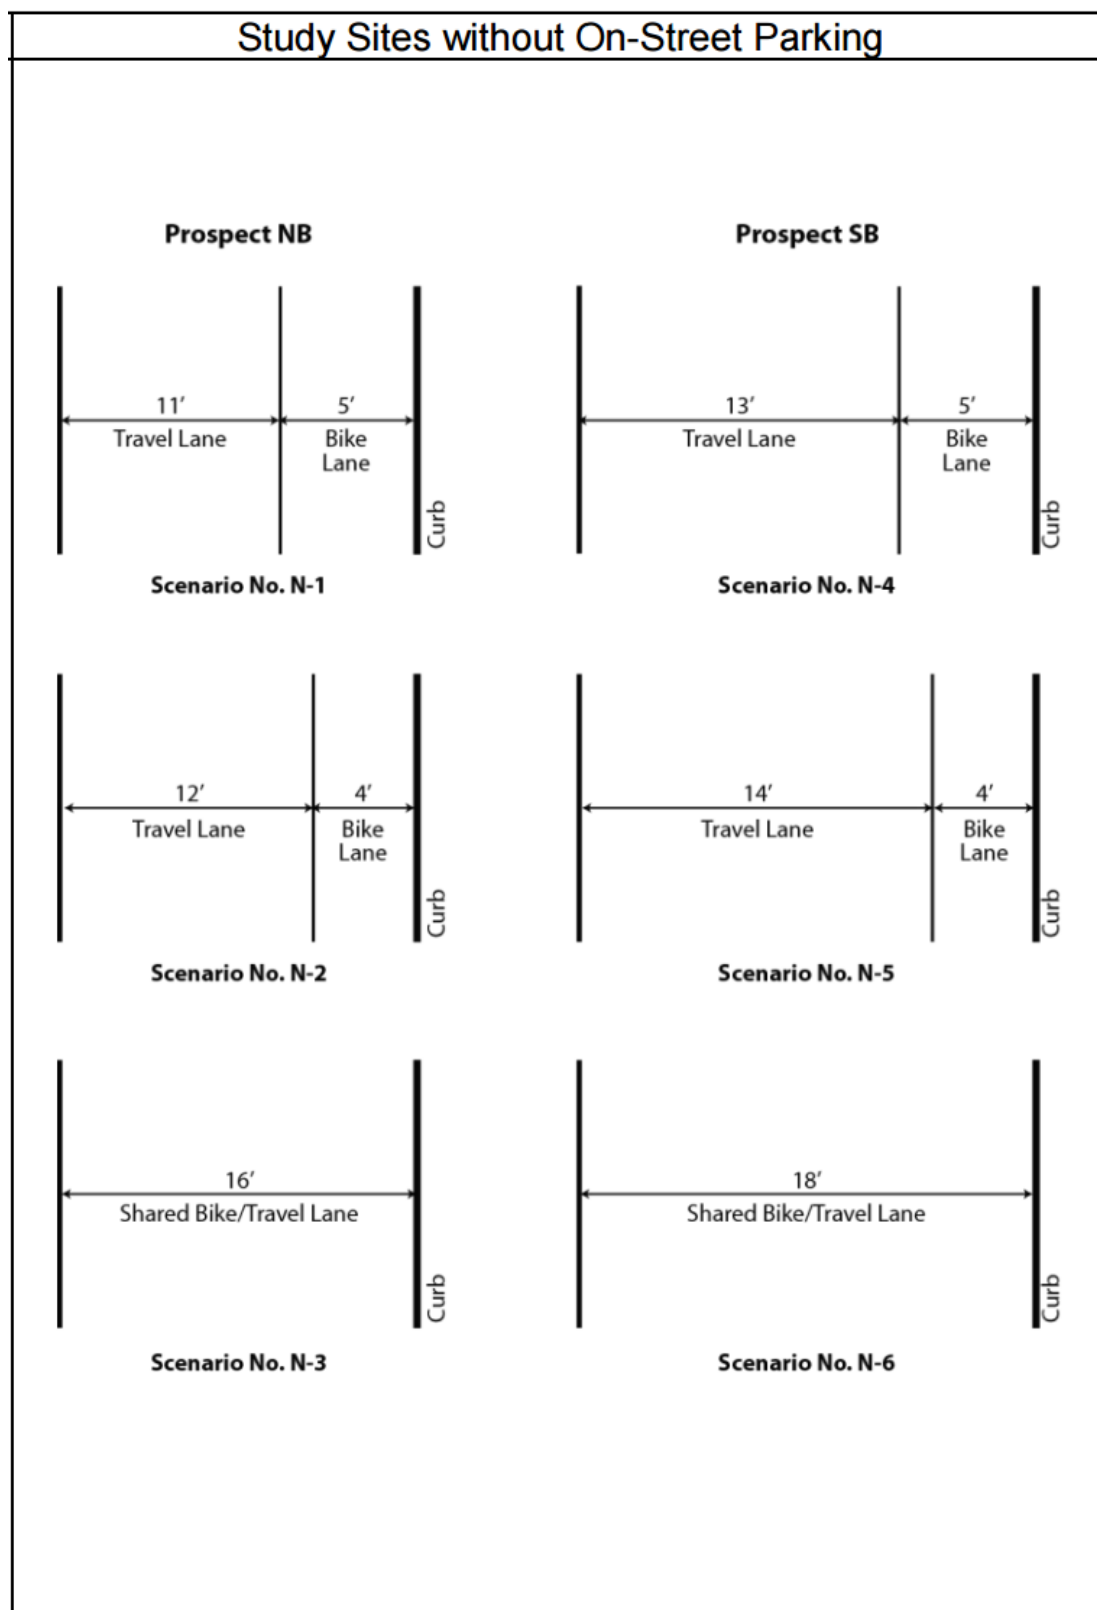 Study Sites without On-Street Parking
Prospect NB
11′
Travel Lane
5′
Bike
Lane
Curb
Scenario No. N-1
12′
Travel Lane
4′
Bike
Lane
Curb
Scenario No. N-2
16′
Shared Bike/Travel Lane
Curb
Scenario No. N-3
Prospect SB
13′
Travel Lane
5′
Bike
Lane
Curb
Scenario No. N-4
14′
Travel Lane
4′
Bike
Lane
Curb
Scenario No. N-5
18′
Shared Bike/Travel Lane
Curb
Scenario No. N-6